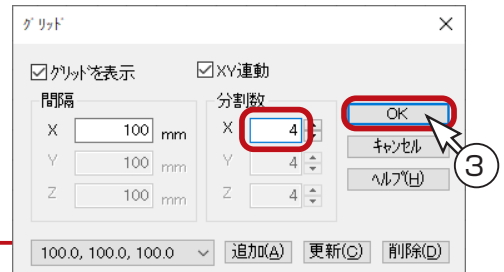 グリッド
グリッドを表示 XY連動
間隔
X 100 mm
Y 100 mm
Z 100 mm
分割数
X 4
Y 4
Z 4
OK
キャンセル
ヘルプ(H)
3
100.0, 100.0, 100.0 追加(A) 更新(C) 削除(D)